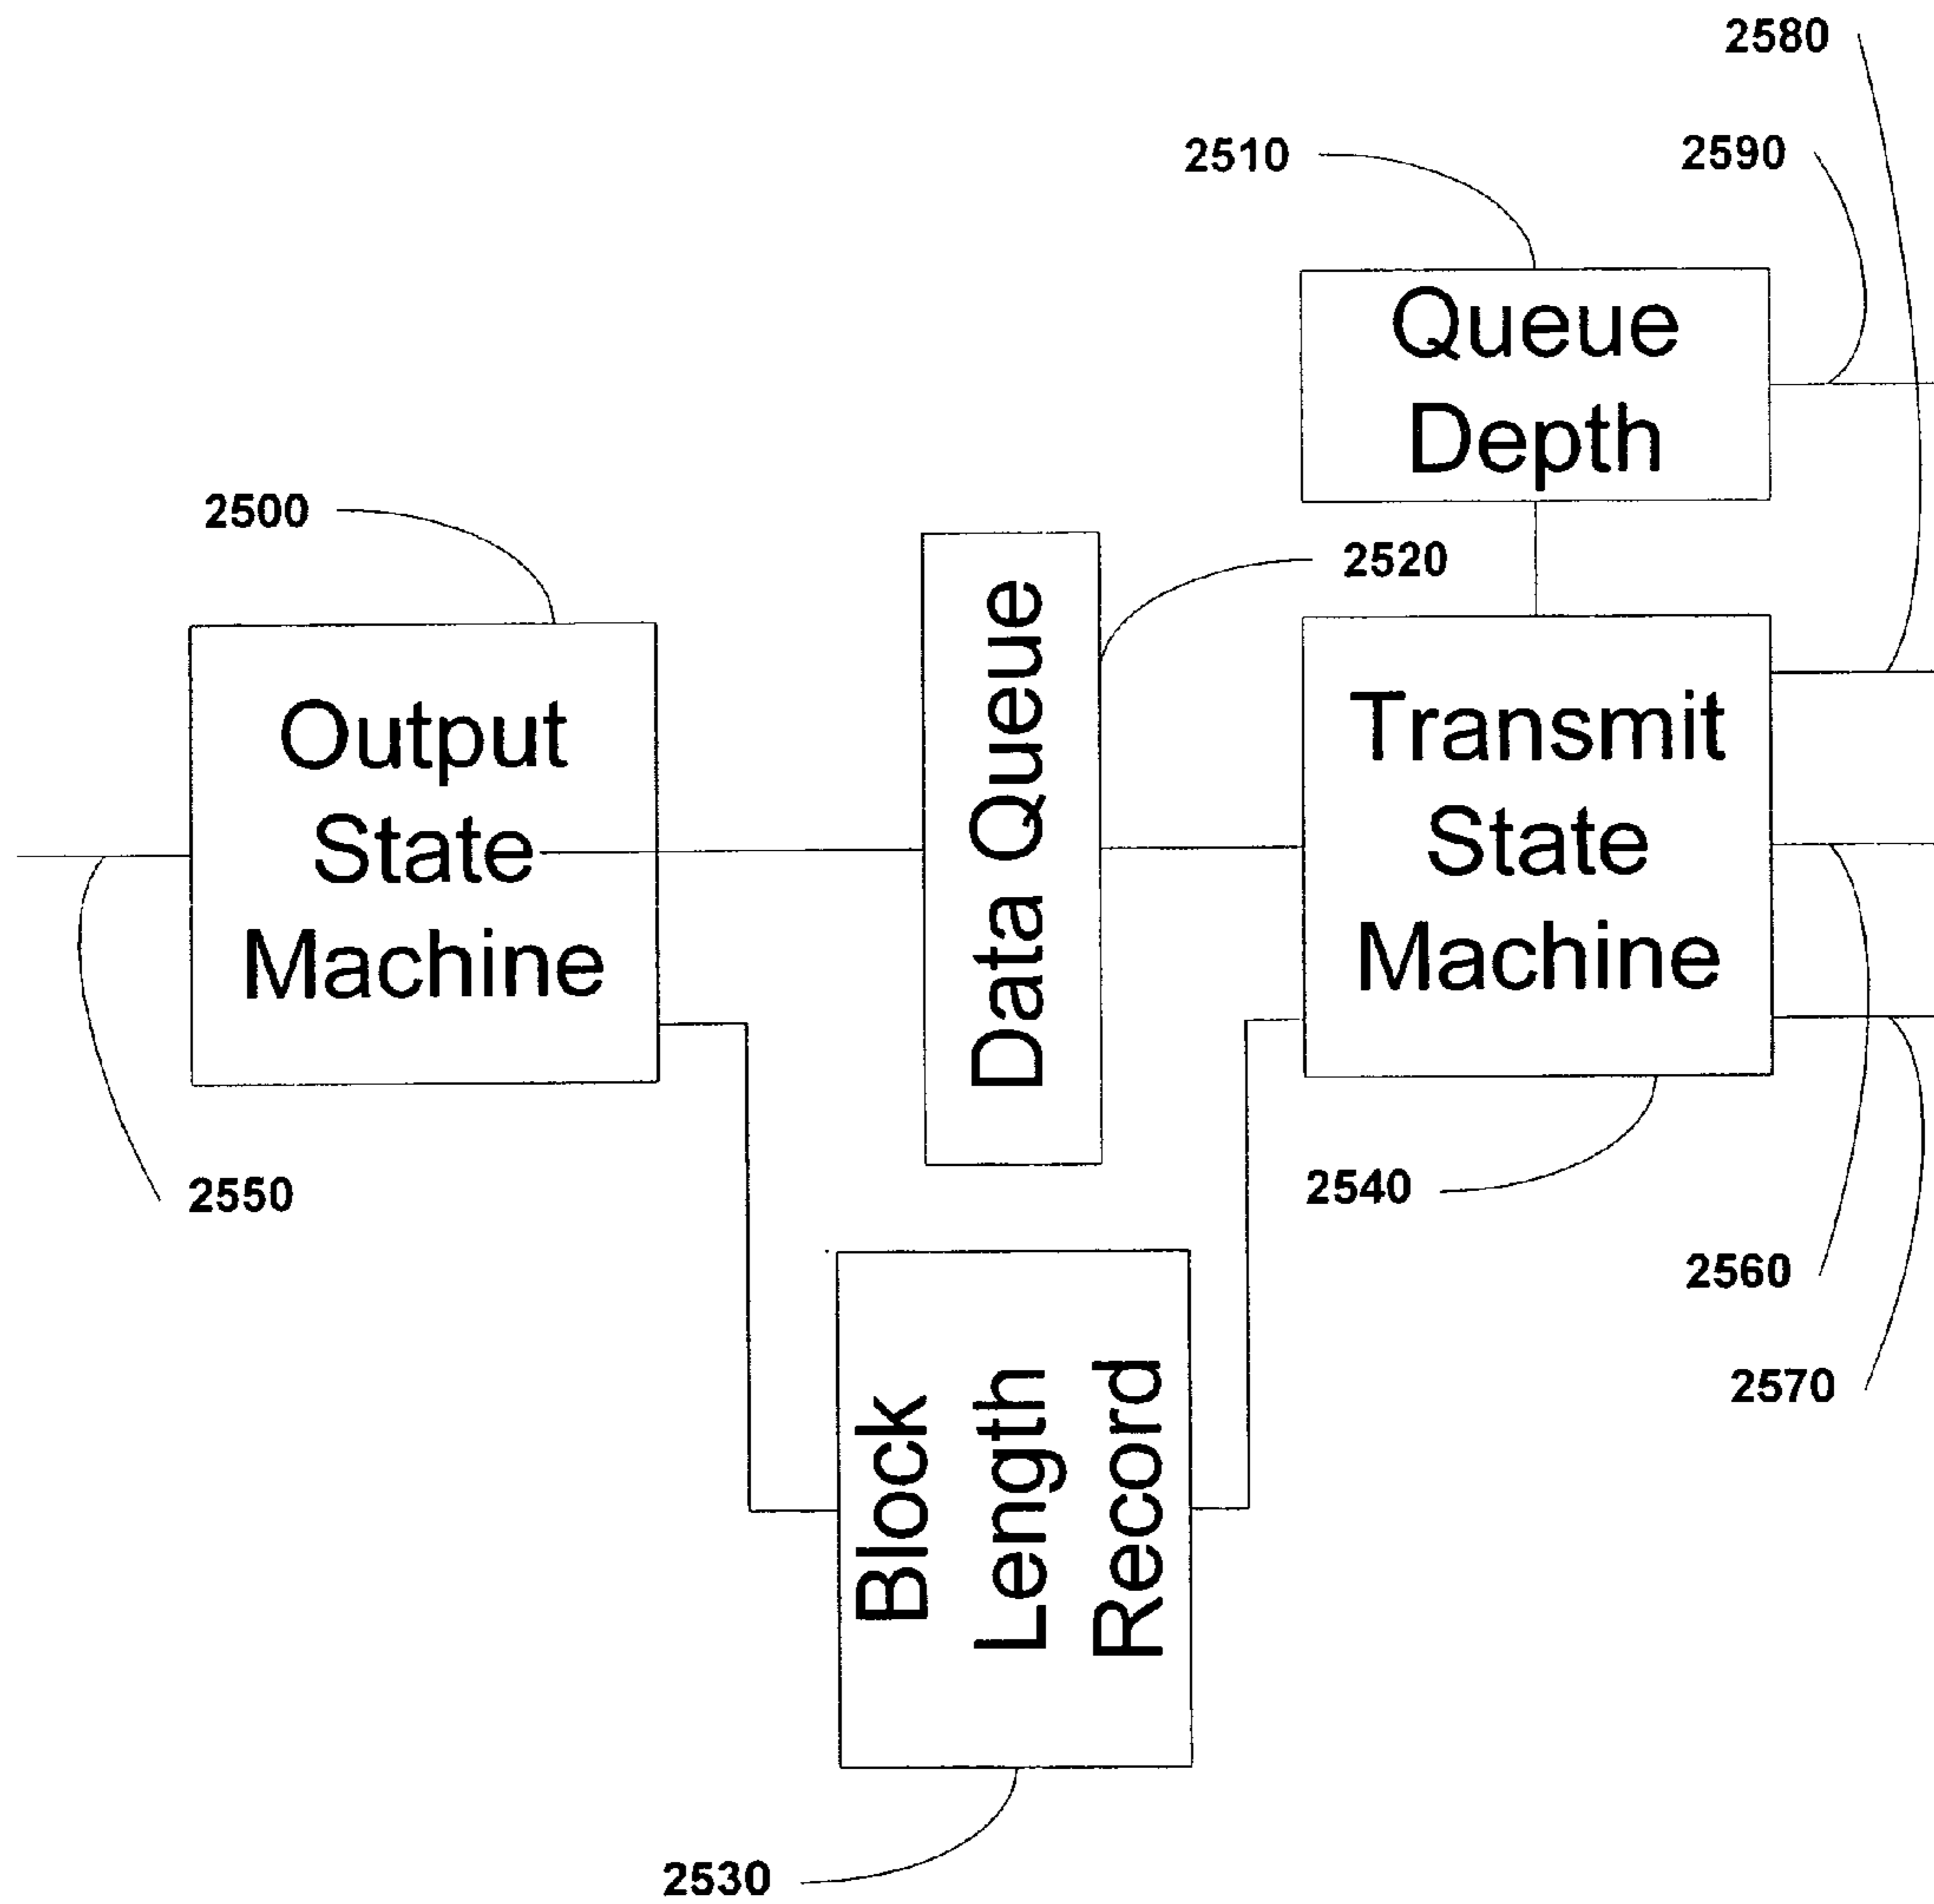 2580
2510
2590
Queue
Depth
2500
2520
Output
State
Machine
Data Queue
Transmit
State
Machine
2550
2540
2560
2570
Block
Length
Record
2530